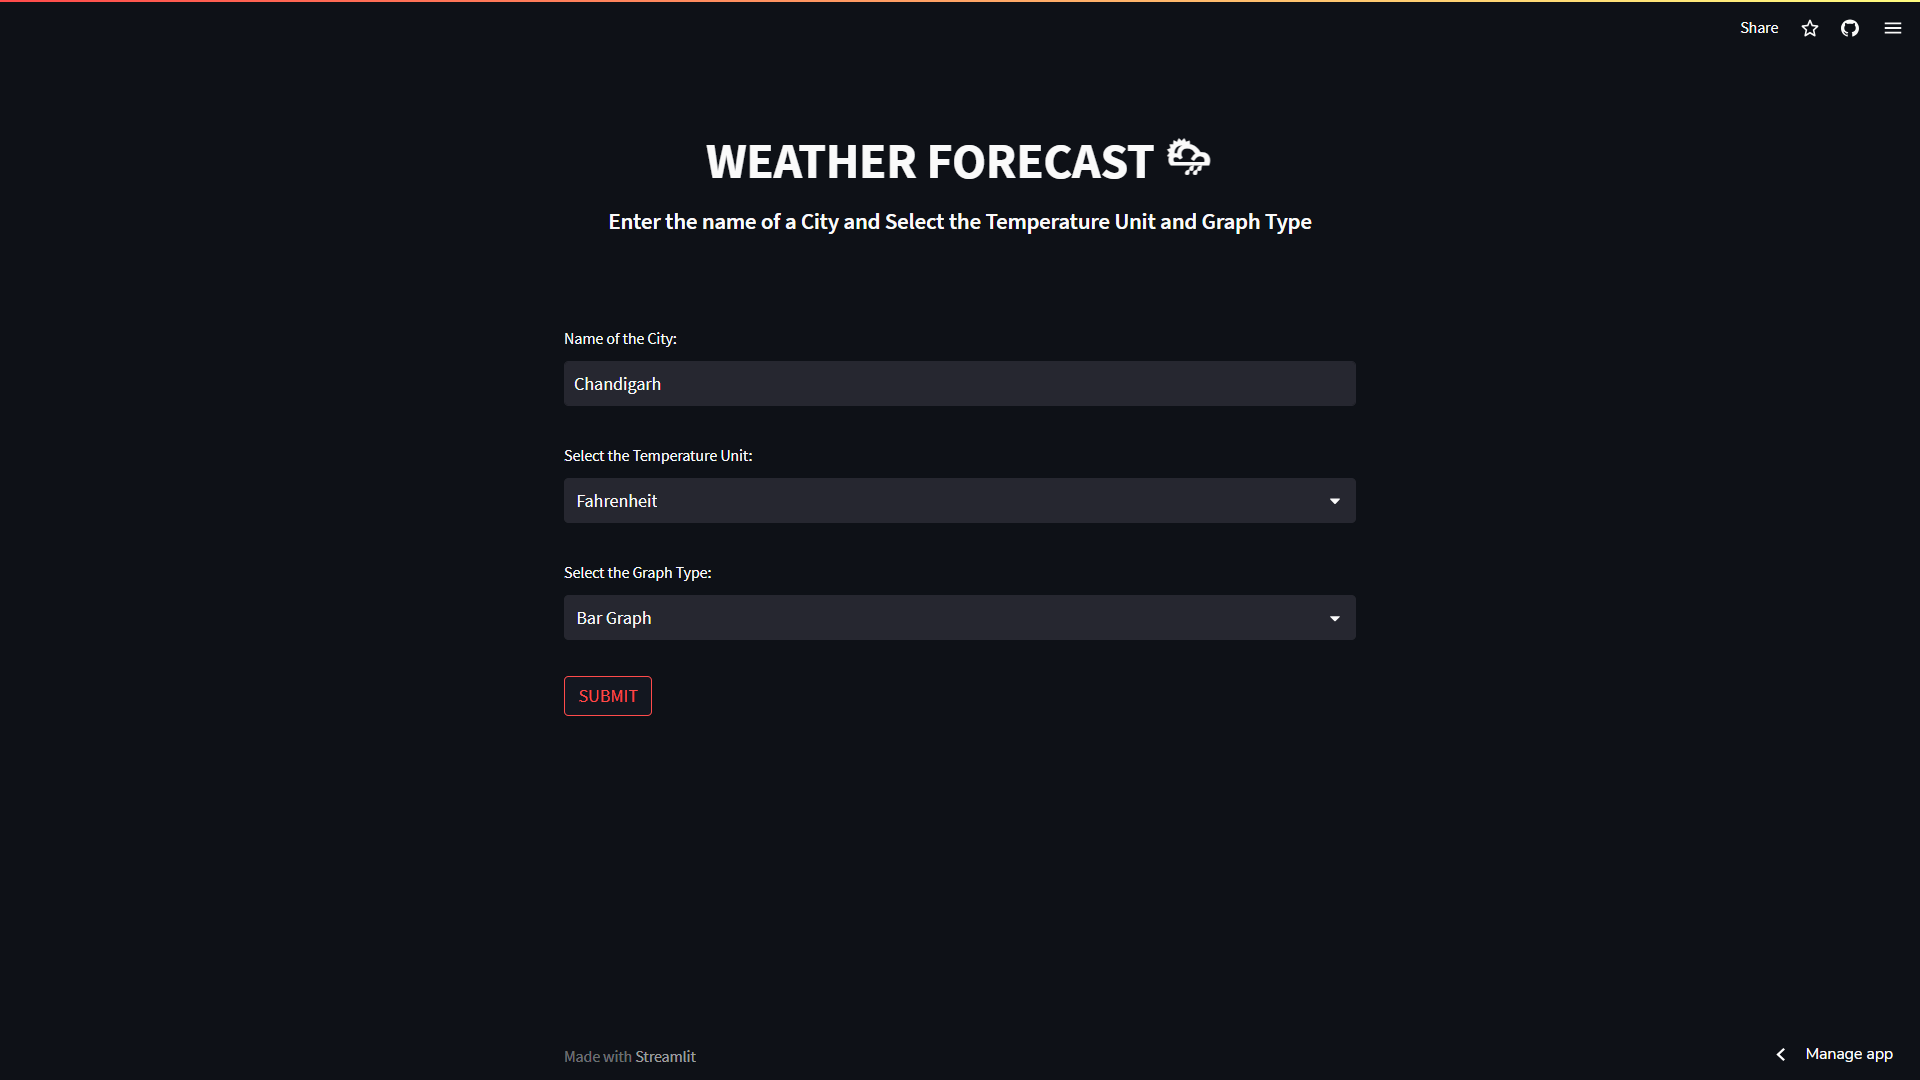 Share
WEATHER FORECAST
Enter the name of a City and Select the Temperature Unit and Graph Type
Name of the City:
Chandigarh
Select the Temperature Unit:
Fahrenheit
Select the Graph Type:
Bar Graph
SUBMIT
Made with Streamlit
Manage app